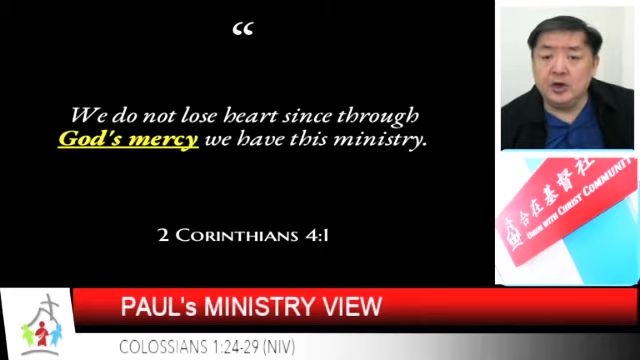 “
We do not lose heart since through
God's mercy we have this ministry.
2 CORINTHIANS 4:1
合在基督社
UNION WITH CHRIST COMMUNI
PAUL's MINISTRY VIEW
COLOSSIANS 1:24-29 (NIV)